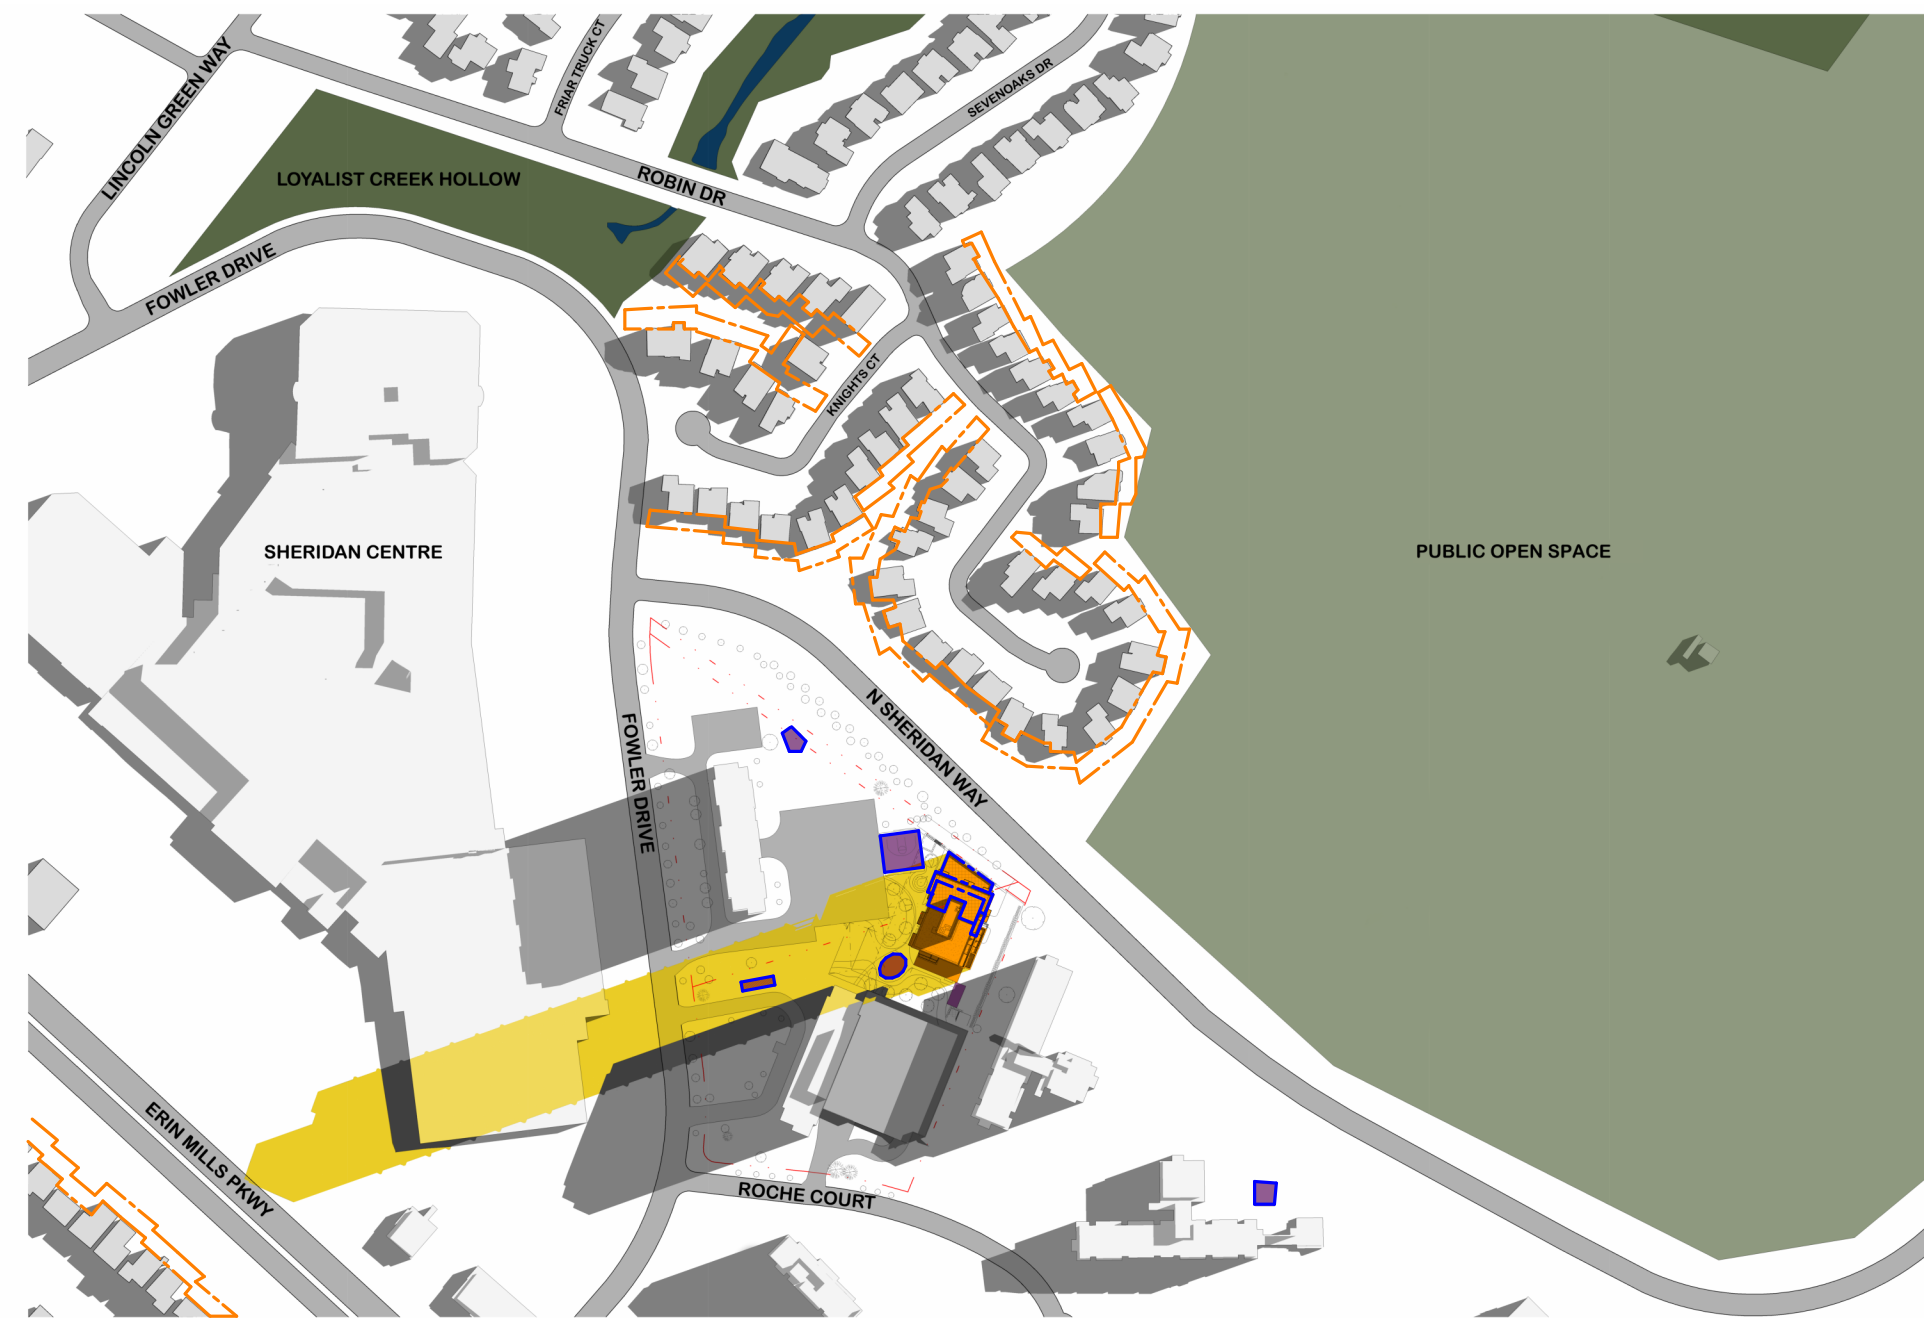 FRIAR TRUCK CT
LINCOLN GREEN WAY
SEVENOAKS DR
LOYALIST CREEK HOLLOW
ROBIN DR
FOWLER DRIVE
KNIGHTS CT
SHERIDAN CENTRE
PUBLIC OPEN SPACE
N SHERIDAN WAY
FOWLER DRIVE
ERIN MILLS PKWY
ROCHE COURT